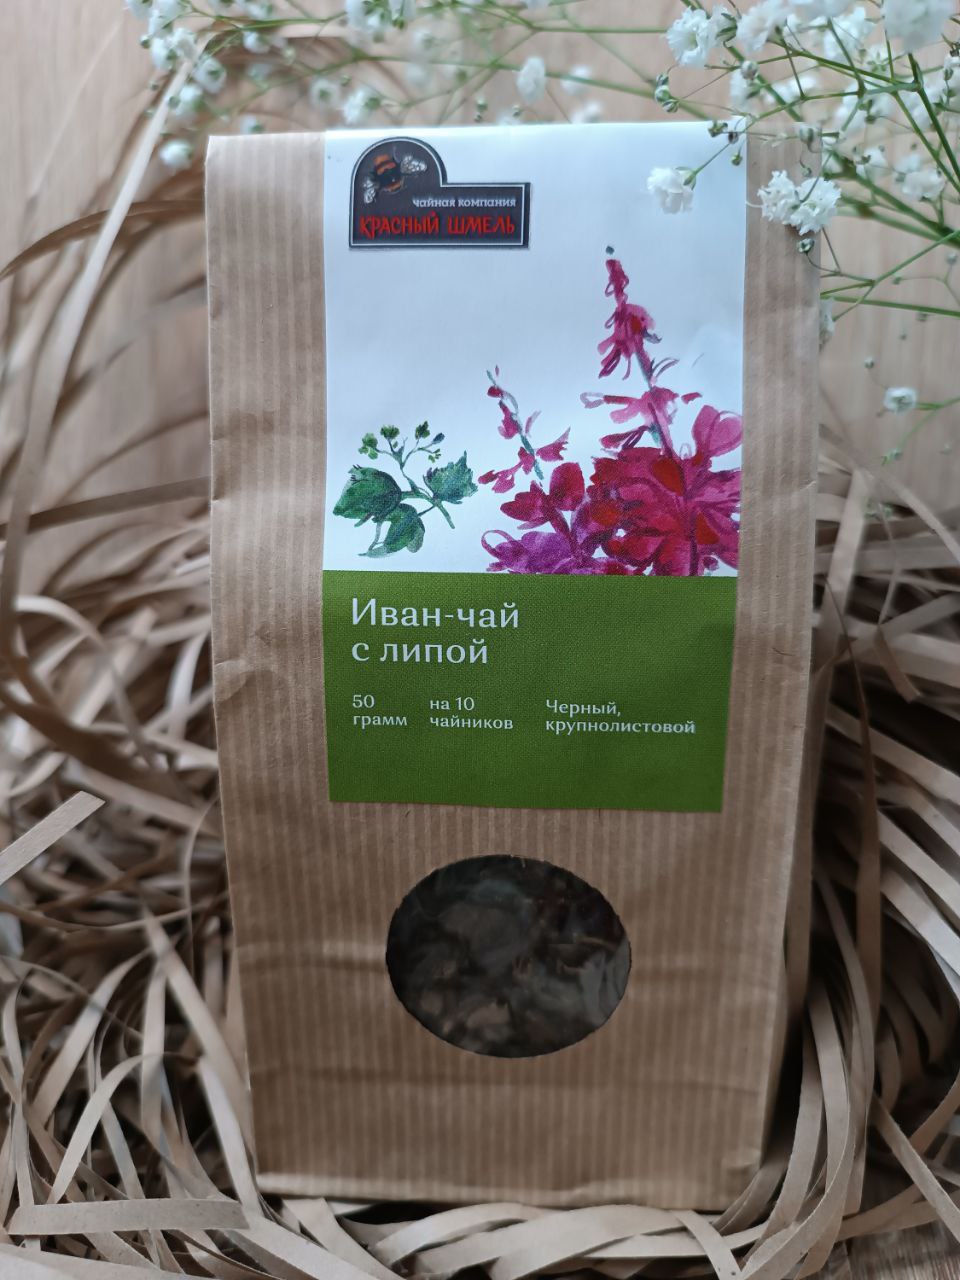 чайная компания
КРАСНЫЙ ШМЕЛЬ
Иван-чай
с липой
50
грамм
на 10
чайников
Черный,
крупнолистовой